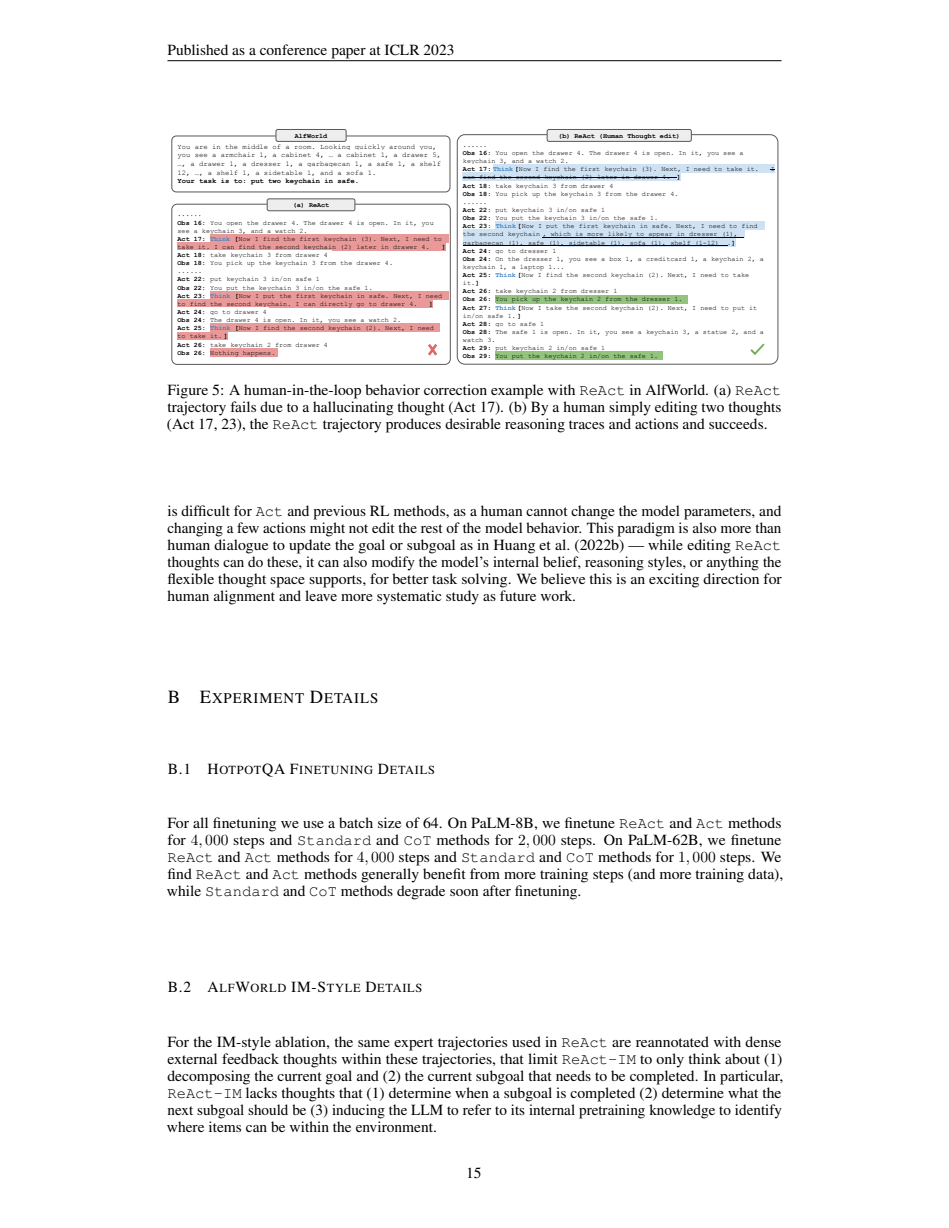 Published as a conference paper at ICLR 2023
AlfWorld
You are in the middle of a room. Looking quickly around you,
you see a armchair 1, a cabinet 4, … a cabinet 1, a drawer 5,
…, a drawer 1, a dresser 1, a garbagecan 1, a safe 1, a shelf
12, …, a shelf 1, a sidetable 1, and a sofa 1.
Your task is to: put two keychain in safe.
(a) ReAct
......
Obs 16: You open the drawer 4. The drawer 4 is open. In it, you
see a keychain 3, and a watch 2.
Act 17: Think [Now I find the first keychain (3). Next, I need to
take it. I can find the second keychain (2) later in drawer 4. ]
Act 18: take keychain 3 from drawer 4
Obs 18: You pick up the keychain 3 from the drawer 4.
......
Act 22: put keychain 3 in/on safe 1
Obs 22: You put the keychain 3 in/on the safe 1.
Act 23: Think [Now I put the first keychain in safe. Next, I need
to find the second keychain. I can directly go to drawer 4. ]
Act 24: go to drawer 4
Obs 24: The drawer 4 is open. In it, you see a watch 2.
Act 25: Think [Now I find the second keychain (2). Next, I need
to take it. ]
Act 26: take keychain 2 from drawer 4
Obs 26: Nothing happens.
(b) ReAct (Human Thought edit)
......
Obs 16: You open the drawer 4. The drawer 4 is open. In it, you see a
keychain 3, and a watch 2.
Act 17: Think [Now I find the first keychain (3). Next, I need to take it. I
can find the second keychain (2) later in drawer 4. ]
Act 18: take keychain 3 from drawer 4
Obs 18: You pick up the keychain 3 from the drawer 4.
......
Act 22: put keychain 3 in/on safe 1
Obs 22: You put the keychain 3 in/on the safe 1.
Act 23: Think [Now I put the first keychain in safe. Next, I need to find
the second keychain , which is more likely to appear in dresser (1),
garbagecan (1), safe (1), sidetable (1), sofa (1), shelf (1-12) .]
Act 24: go to dresser 1
Obs 24: On the dresser 1, you see a box 1, a creditcard 1, a keychain 2, a
keychain 1, a laptop 1...
Act 25: Think [Now I find the second keychain (2). Next, I need to take
it.]
Act 26: take keychain 2 from dresser 1
Obs 26: You pick up the keychain 2 from the dresser 1.
Act 27: Think [Now I take the second keychain (2). Next, I need to put it
in/on safe 1.]
Act 28: go to safe 1
Obs 28: The safe 1 is open. In it, you see a keychain 3, a statue 2, and a
watch 3.
Act 29: put keychain 2 in/on safe 1
Obs 29: You put the keychain 2 in/on the safe 1.
Figure 5: A human-in-the-loop behavior correction example with ReAct in AlfWorld. (a) ReAct
trajectory fails due to a hallucinating thought (Act 17). (b) By a human simply editing two thoughts
(Act 17, 23), the ReAct trajectory produces desirable reasoning traces and actions and succeeds.
is difficult for Act and previous RL methods, as a human cannot change the model parameters, and
changing a few actions might not edit the rest of the model behavior. This paradigm is also more than
human dialogue to update the goal or subgoal as in Huang et al. (2022b) — while editing ReAct
thoughts can do these, it can also modify the model's internal belief, reasoning styles, or anything the
flexible thought space supports, for better task solving. We believe this is an exciting direction for
human alignment and leave more systematic study as future work.
B EXPERIMENT DETAILS
B.1 HOTPOTQA FINETUNING DETAILS
For all finetuning we use a batch size of 64. On PaLM-8B, we finetune ReAct and Act methods
for 4,000 steps and Standard and CoT methods for 2,000 steps. On PaLM-62B, we finetune
ReAct and Act methods for 4,000 steps and Standard and CoT methods for 1,000 steps. We
find ReAct and Act methods generally benefit from more training steps (and more training data),
while Standard and CoT methods degrade soon after finetuning.
B.2 ALFWORLD IM-STYLE DETAILS
For the IM-style ablation, the same expert trajectories used in ReAct are reannotated with dense
external feedback thoughts within these trajectories, that limit ReAct-IM to only think about (1)
decomposing the current goal and (2) the current subgoal that needs to be completed. In particular,
ReAct-IM lacks thoughts that (1) determine when a subgoal is completed (2) determine what the
next subgoal should be (3) inducing the LLM to refer to its internal pretraining knowledge to identify
where items can be within the environment.
15